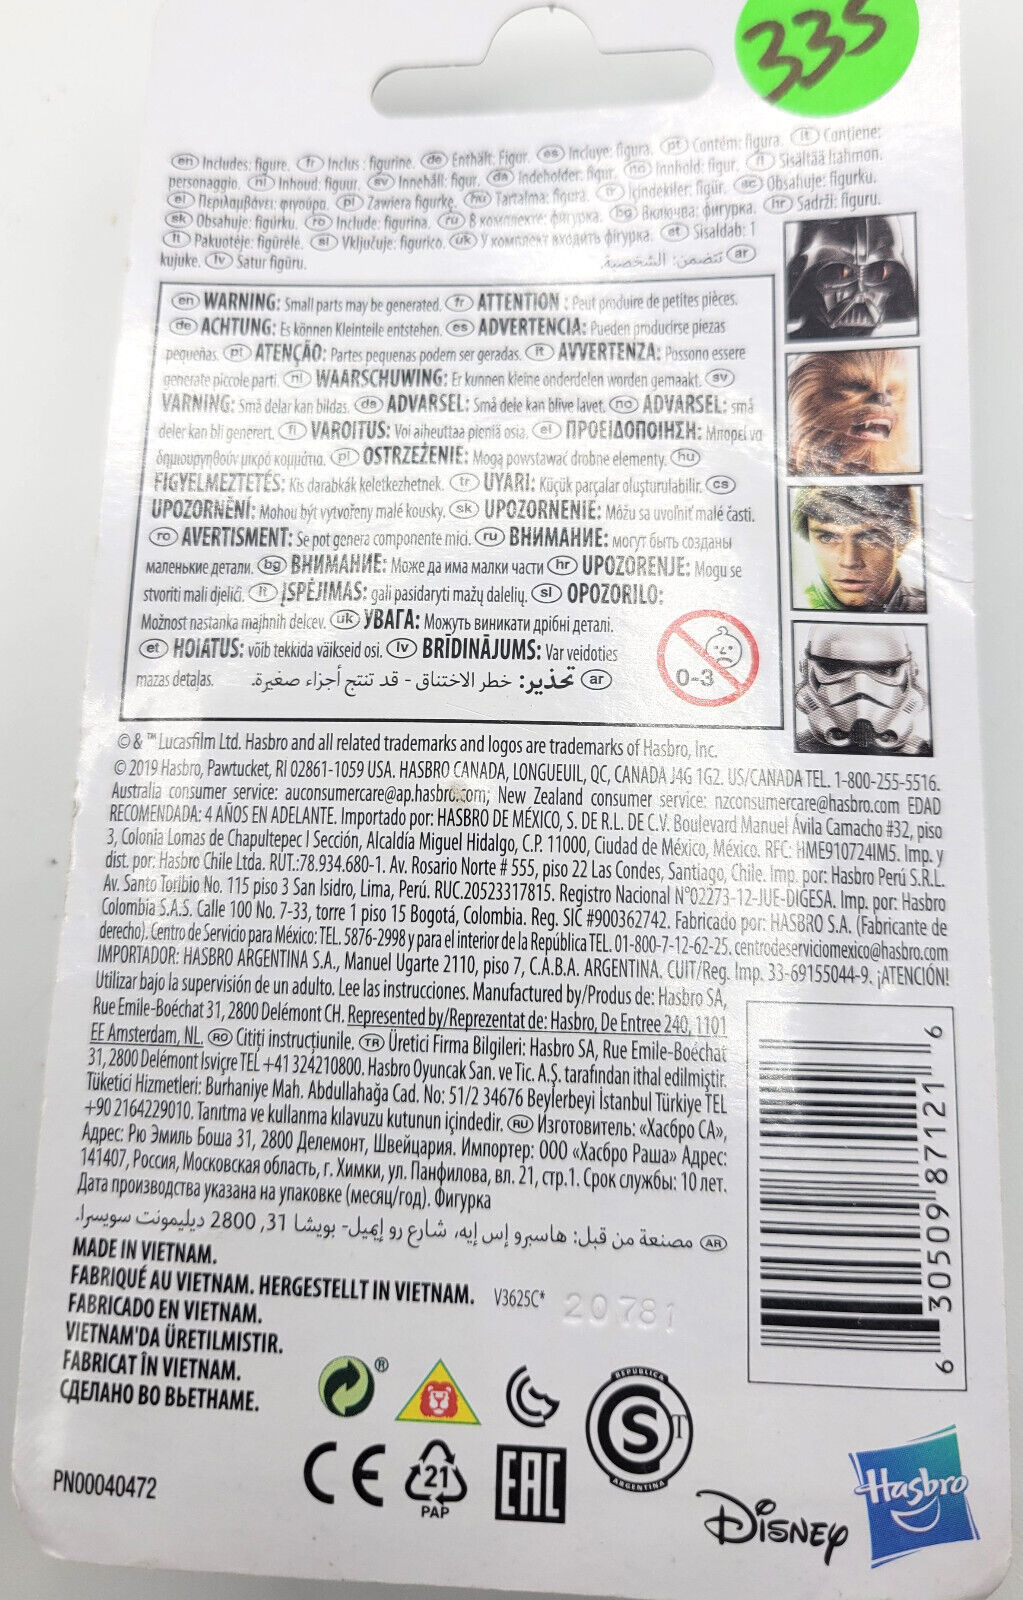 335
en Includes: figure. fr Inclus : figurine. de Enthält: Figur. es Incluye: figura. pt Contém: figura. it Contiene:
personaggio. nl Inhoud: figuur. sv Innehåll: figur. da Indeholder: figur. no Innhold: figur. fi Sisältää hahmon.
el Περιλαμβάνει: φιγούρα. pl Zawiera figurkę. hu Tartalma: figura. tr İçindekiler: figür. sc Obsahuje: figurku.
sk Obsahuje: figúrku. ro Include: figurina. ru В комплекте: фигурка. bg Включва: фигурка. hr Sadrži: figuru.
lt Pakuotėje: figūrėlė. sl Vključuje: figurico. uk У комплект входить фігурка. et Sisaldab: 1
kujuke. lv Satur figūru. ar تتضمن: الشخصية
en WARNING: Small parts may be generated. fr ATTENTION : Peut produire de petites pièces.
de ACHTUNG: Es können Kleinteile entstehen. es ADVERTENCIA: Pueden producirse piezas
pequeñas. pt ATENÇÃO: Partes pequenas podem ser geradas. it AVVERTENZA: Possono essere
generate piccole parti. nl WAARSCHUWING: Er kunnen kleine onderdelen worden gemaakt. sv
VARNING: Små delar kan bildas. da ADVARSEL: Små dele kan blive lavet. no ADVARSEL: små
deler kan bli generert. fi VAROITUS: Voi aiheuttaa pieniä osia. el ΠΡΟΕΙΔΟΠΟΙΗΣΗ: Μπορεί να
δημιουργηθούν μικρά κομμάτια. pl OSTRZEŻENIE: Mogą powstawać drobne elementy. hu
FIGYELMEZTETÉS: Kis darabkák keletkezhetnek. tr UYARI: Küçük parçalar oluşturulabilir. cs
UPOZORNĚNÍ: Mohou být vytvořeny malé kousky. sk UPOZORNENIE: Môžu sa uvoľniť malé časti.
ro AVERTISMENT: Se pot genera componente mici. ru ВНИМАНИЕ: могут быть созданы
маленькие детали. bg ВНИМАНИЕ: Може да има малки части hr UPOZORENJE: Mogu se
stvoriti mali djelići. lt ĮSPĖJIMAS: gali pasidaryti mažų dalelių. sl OPOZORILO:
Možnost nastanka majhnih delcev. uk УВАГА: Можуть виникати дрібні деталі.
et HOIATUS: võib tekkida väikseid osi. lv BRĪDINĀJUMS: Var veidoties
mazas detaļas. ar تحذير: خطر الاختناق - قد تنتج أجزاء صغيرة.
0-3
© & ™ Lucasfilm Ltd. Hasbro and all related trademarks and logos are trademarks of Hasbro, Inc.
© 2019 Hasbro, Pawtucket, RI 02861-1059 USA. HASBRO CANADA, LONGUEUIL, QC, CANADA J4G 1G2. US/CANADA TEL. 1-800-255-5516.
Australia consumer service: auconsumercare@ap.hasbro.com; New Zealand consumer service: nzconsumercare@hasbro.com EDAD
RECOMENDADA: 4 AÑOS EN ADELANTE. Importado por: HASBRO DE MÉXICO, S. DE R.L. DE C.V. Boulevard Manuel Ávila Camacho #32, piso
3, Colonia Lomas de Chapultepec I Sección, Alcaldía Miguel Hidalgo, C.P. 11000, Ciudad de México, México. RFC: HME910724IM5. Imp. y
dist. por: Hasbro Chile Ltda. RUT.:78.934.680-1. Av. Rosario Norte # 555, piso 22 Las Condes, Santiago, Chile. Imp. por: Hasbro Perú S.R.L.
Av. Santo Toribio No. 115 piso 3 San Isidro, Lima, Perú. RUC.20523317815. Registro Nacional N°02273-12-JUE-DIGESA. Imp. por: Hasbro
Colombia S.A.S. Calle 100 No. 7-33, torre 1 piso 15 Bogotá, Colombia. Reg. SIC #900362742. Fabricado por: HASBRO S.A. (Fabricante de
derecho). Centro de Servicio para México: TEL. 5876-2998 y para el interior de la República TEL. 01-800-7-12-62-25. centrodeserviciomexico@hasbro.com
IMPORTADOR: HASBRO ARGENTINA S.A., Manuel Ugarte 2110, piso 7, C.A.B.A. ARGENTINA. CUIT/Reg. Imp. 33-69155044-9. ¡ATENCIÓN!
Utilizar bajo la supervisión de un adulto. Lee las instrucciones. Manufactured by/Produs de: Hasbro SA,
Rue Emile-Boéchat 31, 2800 Delémont CH. Represented by/Reprezentat de: Hasbro, De Entree 240, 1101
EE Amsterdam, NL. RO Citiți instrucțiunile. TR Üretici Firma Bilgileri: Hasbro SA, Rue Emile-Boéchat
31, 2800 Delémont İsviçre TEL +41 324210800. Hasbro Oyuncak San. ve Tic. A.Ş. tarafından ithal edilmiştir.
Tüketici Hizmetleri: Burhaniye Mah. Abdullahağa Cad. No: 51/2 34676 Beylerbeyi İstanbul Türkiye TEL
+90 2164229010. Tanıtma ve kullanma kılavuzu kutunun içindedir. RU Изготовитель: «Хасбро СА»,
Адрес: Рю Эмиль Боша 31, 2800 Делемонт, Швейцария. Импортер: ООО «Хасбро Раша» Адрес:
141407, Россия, Московская область, г. Химки, ул. Панфилова, вл. 21, стр.1. Срок службы: 10 лет.
Дата производства указана на упаковке (месяц/год). Фигурка
AR مصنعة من قبل: هاسبرو إس إيه، شارع رو إميل- بويشا 31, 2800 ديليمونت سويسرا.
MADE IN VIETNAM.
FABRIQUÉ AU VIETNAM. HERGESTELLT IN VIETNAM. V3625C* 20781
FABRICADO EN VIETNAM.
VIETNAM'DA ÜRETILMISTIR.
FABRICAT ÎN VIETNAM.
СДЕЛАНО ВО ВЬЕТНАМЕ.
6 30509 87121 6
®
REPUBLICA
S T
ARGENTINA
CE
21
PAP
EAC
PN00040472
Disney
Hasbro